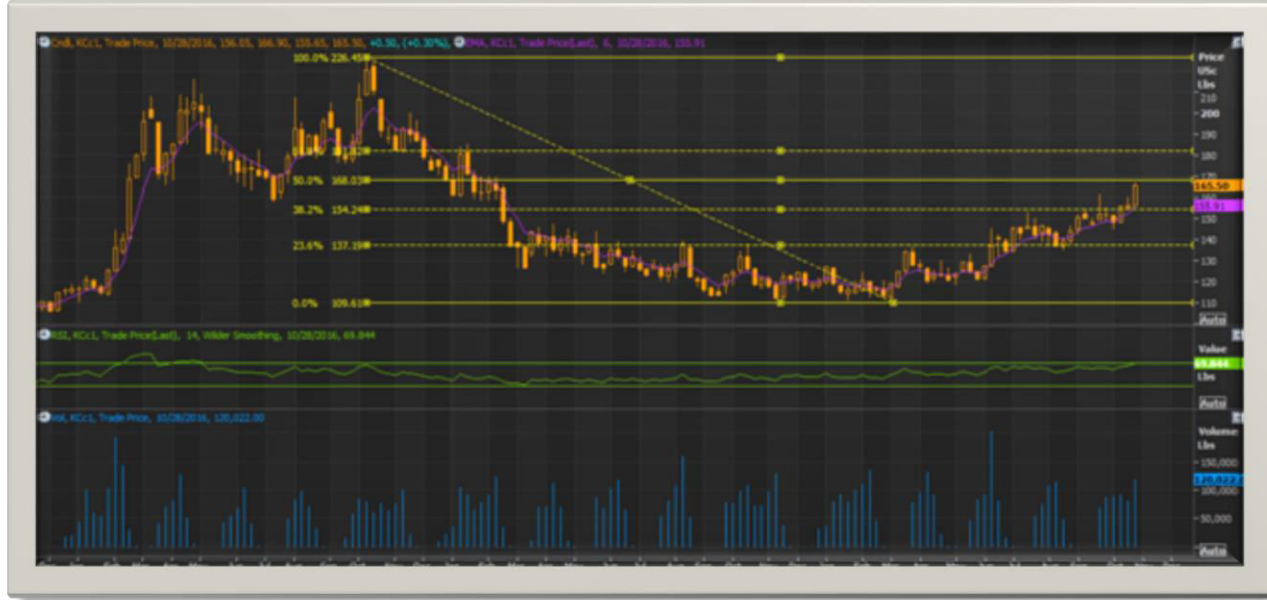 Cndl, KCc1, Trade Price, 10/28/2016, 156.05, 166.90, 155.65, 165.50, +0.50, (+0.30%), EMA, KCc1, Trade Price(Last), 6, 10/28/2016, 155.91
Price
USc
Lbs
100.0% 226.45
210
200
190
180
50.0% 168.03
170
165.50
155.91
38.2% 154.24
150
140
23.6% 137.19
130
120
0.0% 109.61
110
Auto
RSI, KCc1, Trade Price(Last), 14, Wilder Smoothing, 10/28/2016, 69.844
Value
69.844
Lbs
Auto
Vol, KCc1, Trade Price, 10/28/2016, 120,022.00
Volume
Lbs
150,000
120,022.0
100,000
50,000
Auto